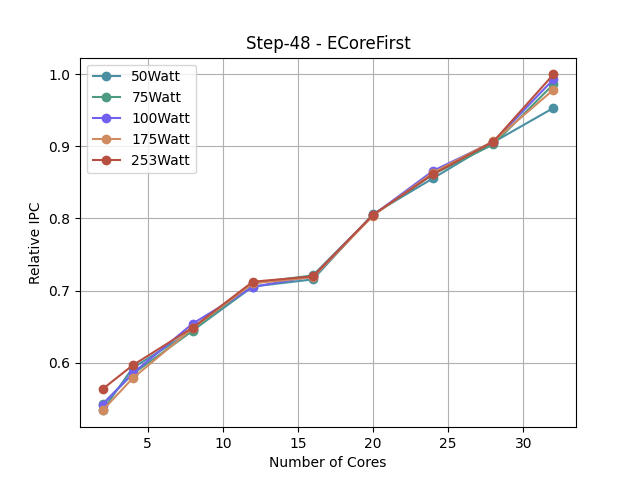 Step-48 - ECoreFirst
50Watt
75Watt
100Watt
175Watt
253Watt
Relative IPC
1.0
0.9
0.8
0.7
0.6
5 10 15 20 25 30
Number of Cores